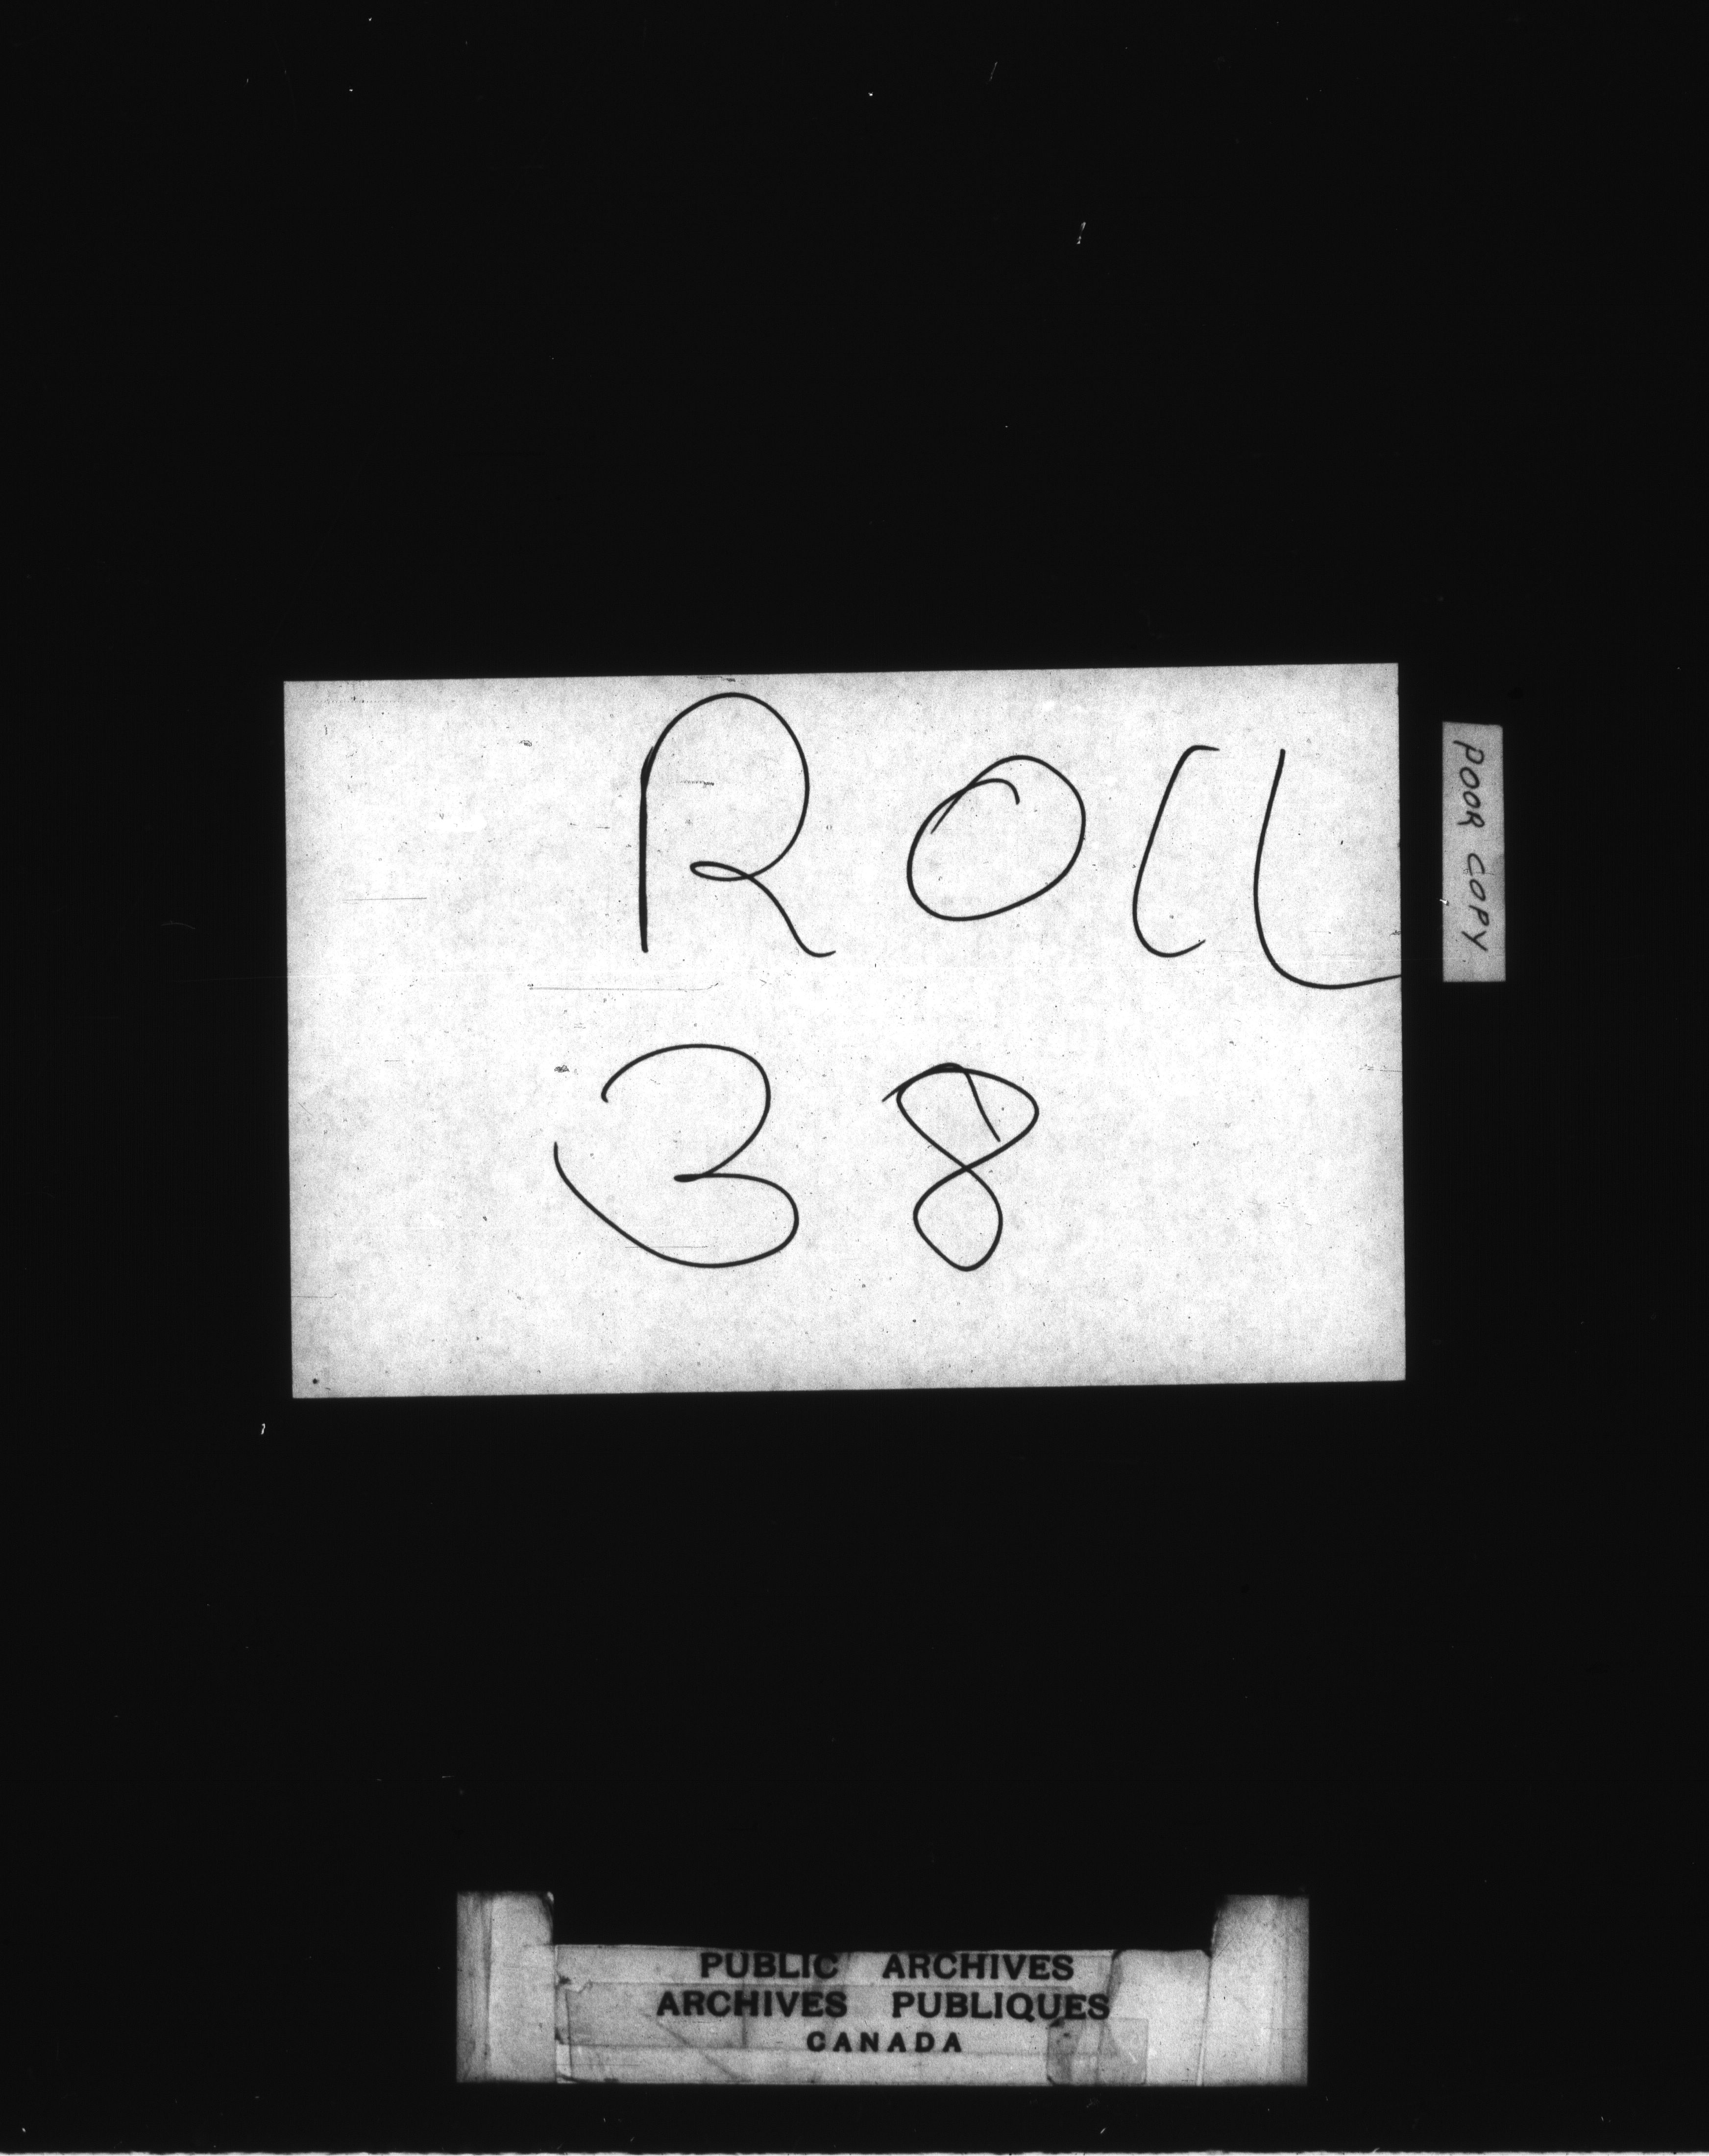 ROLL
38
POOR COPY
PUBLIC ARCHIVES
ARCHIVES PUBLIQUES
CANADA